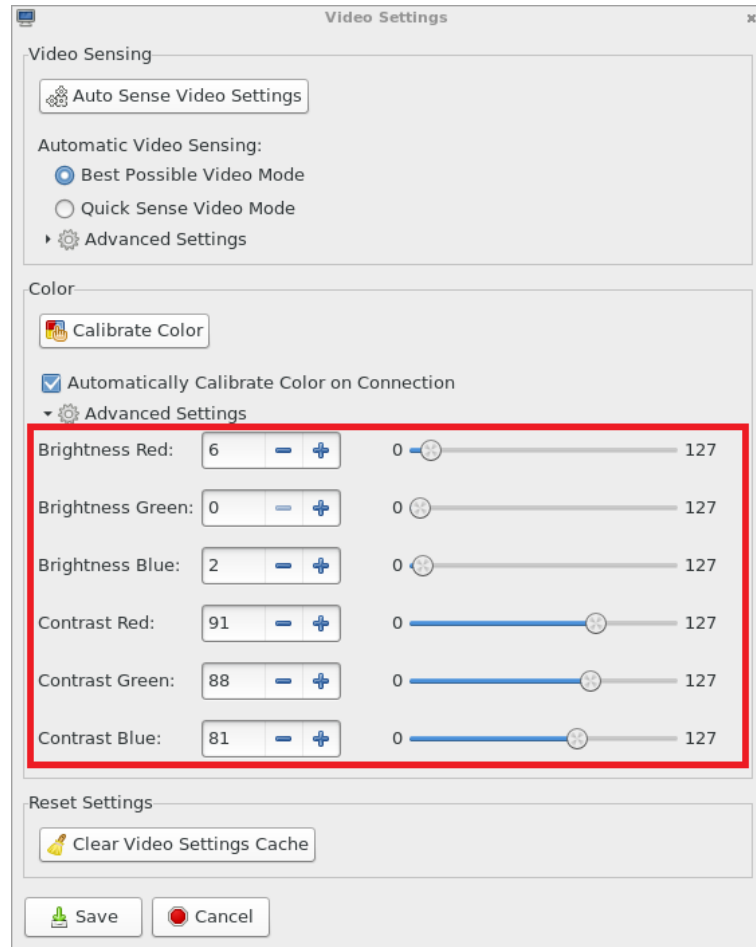 Video Settings
Video Sensing
Auto Sense Video Settings
Automatic Video Sensing:
Best Possible Video Mode
Quick Sense Video Mode
Advanced Settings
Color
Calibrate Color
Automatically Calibrate Color on Connection
Advanced Settings
Brightness Red: 6 0 127
Brightness Green: 0 0 127
Brightness Blue: 2 0 127
Contrast Red: 91 0 127
Contrast Green: 88 0 127
Contrast Blue: 81 0 127
Reset Settings
Clear Video Settings Cache
Save Cancel